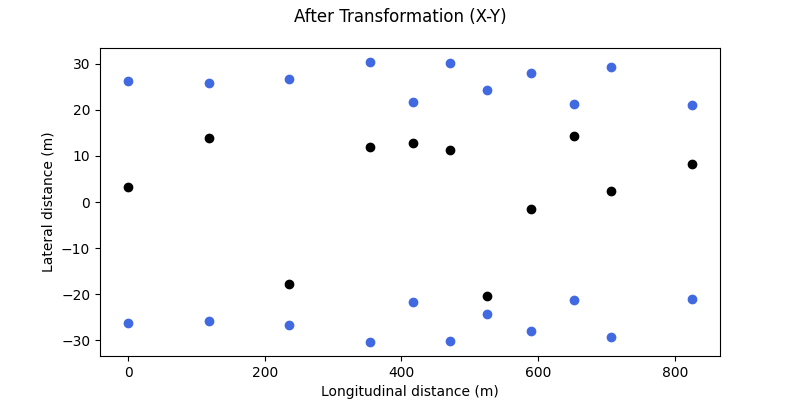 After Transformation (X-Y)
30
20
10
0
−10
−20
−30
Lateral distance (m)
0 200 400 600 800
Longitudinal distance (m)